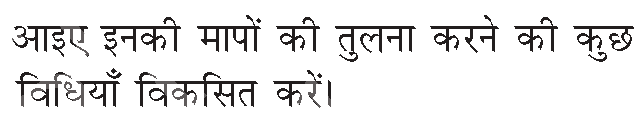 आइए इनकी मापों की तुलना करने की कुछ
विधियाँ विकसित करें।